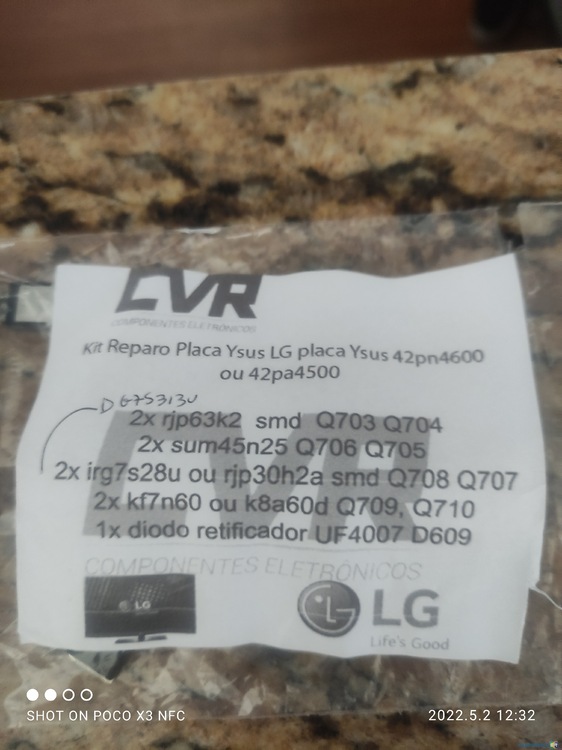 CVR
COMPONENTES ELETRÔNICOS
Kit Reparo Placa Ysus LG placa Ysus 42pn4600
ou 42pa4500
2x rjp63k2 smd Q703 Q704
2x sum45n25 Q706 Q705
2x irg7s28u ou rjp30h2a smd Q708 Q707
2x kf7n60 ou k8a60d Q709, Q710
1x diodo retificador UF4007 D609
CVR
COMPONENTES ELETRÔNICOS
LG
LG
Life's Good
SHOT ON POCO X3 NFC
2022.5.2 12:32